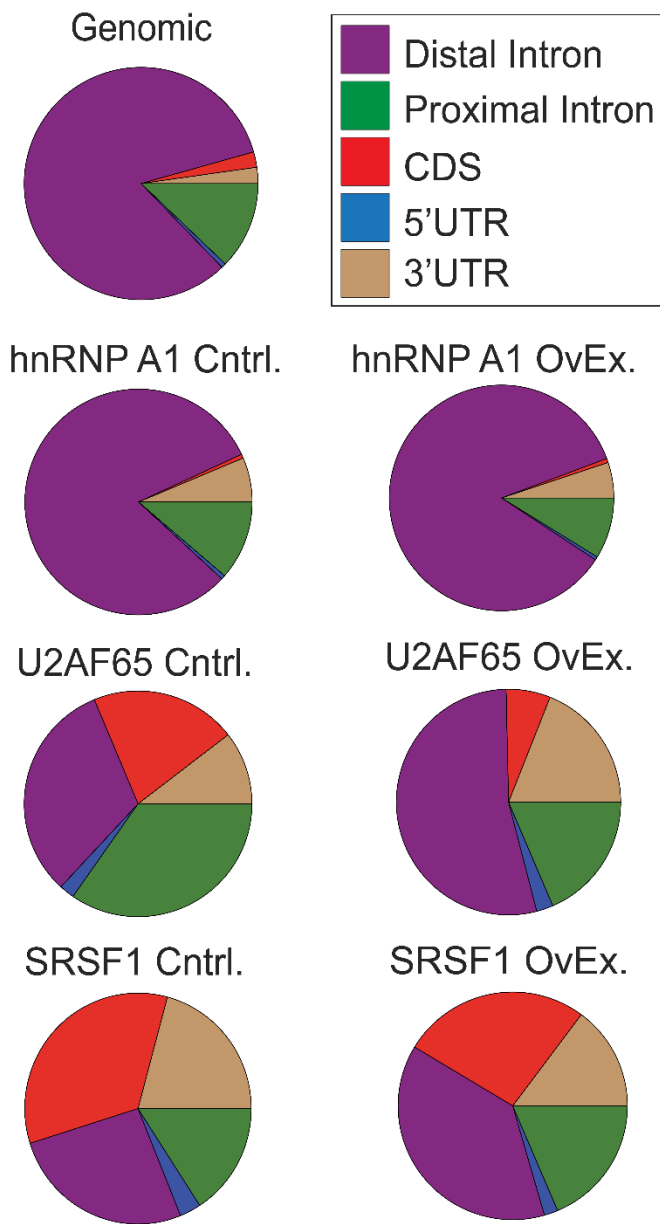 Genomic
Distal Intron
Proximal Intron
CDS
5'UTR
3'UTR
hnRNP A1 Cntrl.
hnRNP A1 OvEx.
U2AF65 Cntrl.
U2AF65 OvEx.
SRSF1 Cntrl.
SRSF1 OvEx.